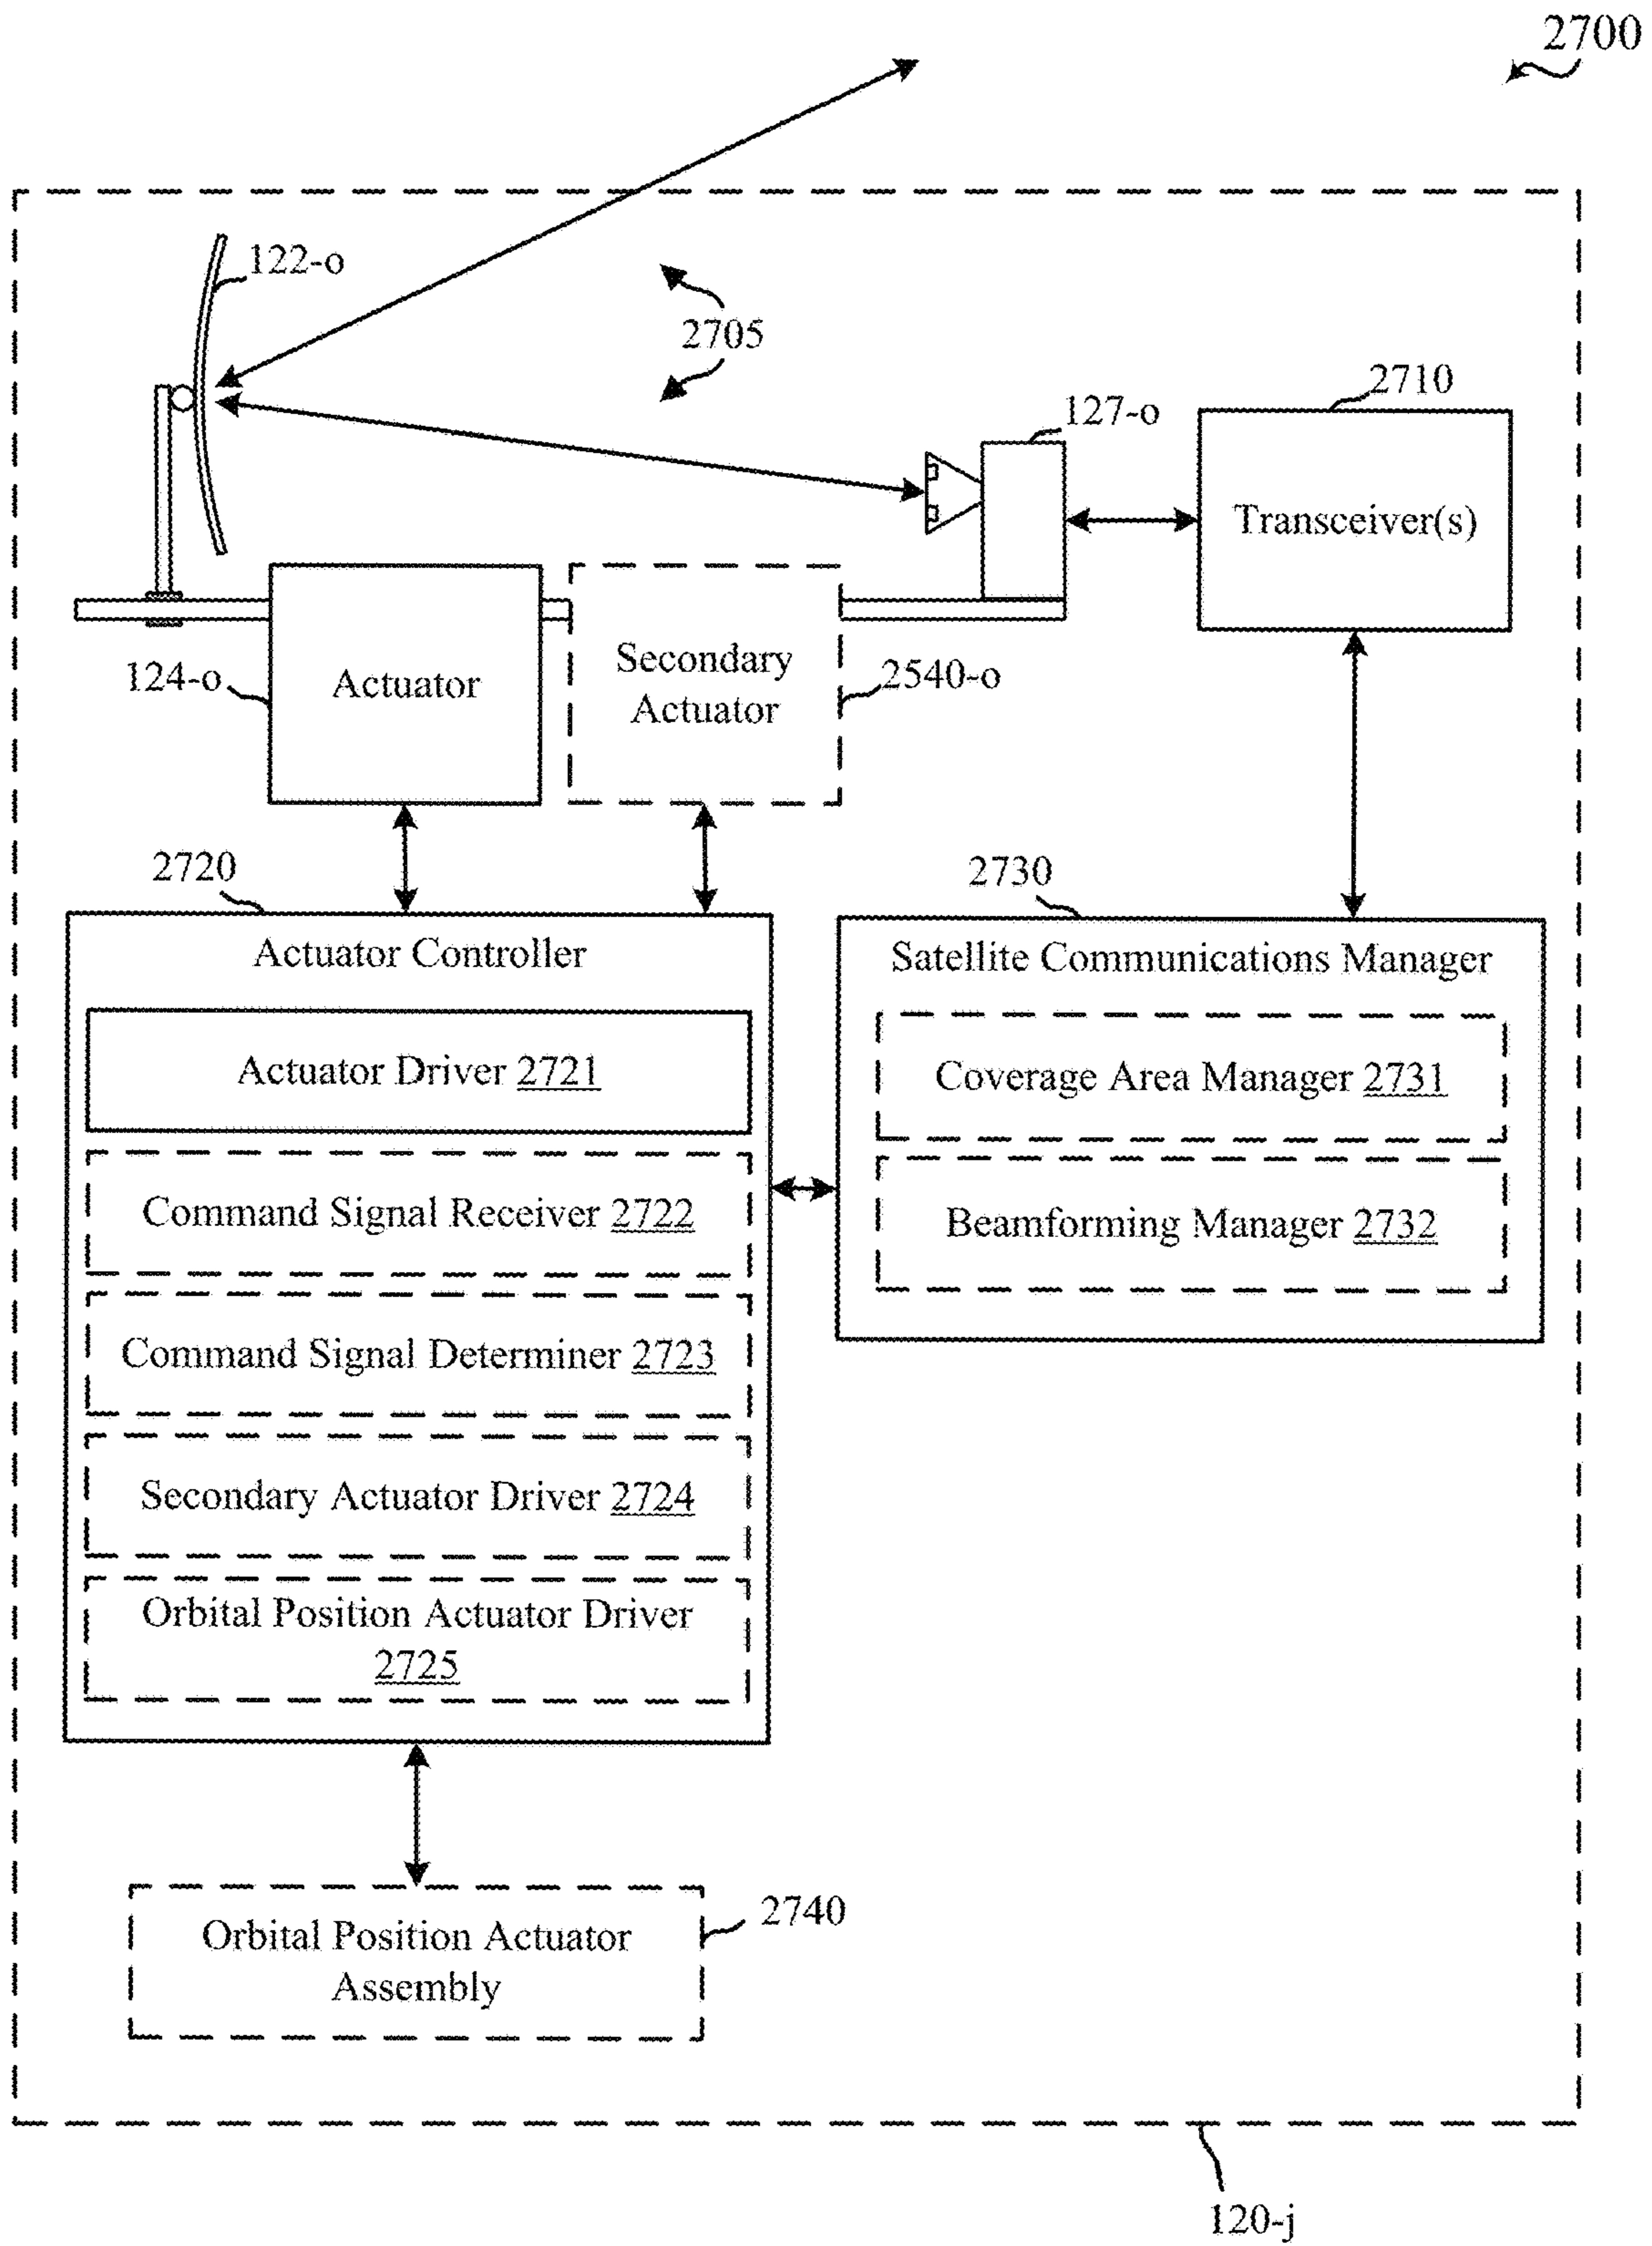 2700
122-o
2705
2710
127-o
Transceiver(s)
Secondary
Actuator
124-o
Actuator
2540-o
2720
2730
Actuator Controller
Satellite Communications Manager
Actuator Driver 2721
Coverage Area Manager 2731
Command Signal Receiver 2722
Beamforming Manager 2732
Command Signal Determiner 2723
Secondary Actuator Driver 2724
Orbital Position Actuator Driver
2725
2740
Orbital Position Actuator
Assembly
120-j